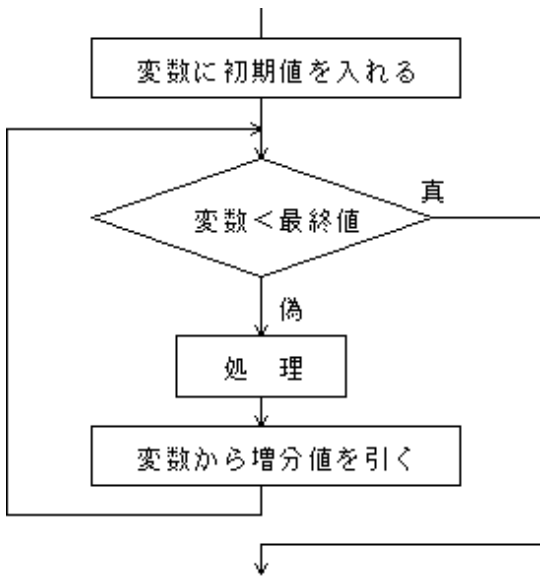 変数に初期値を入れる
変数＜最終値
真
偽
処　理
変数から増分値を引く